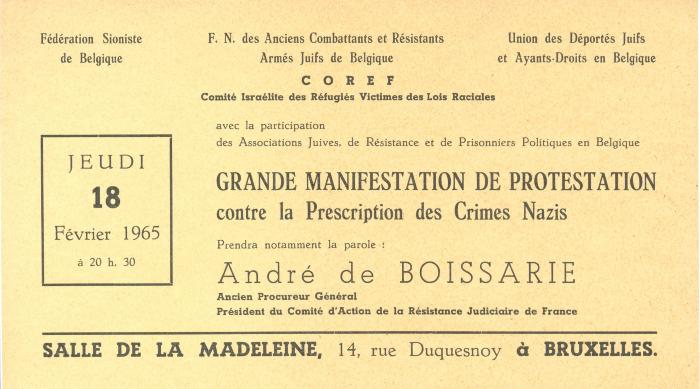 Fédération Sioniste
de Belgique
F. N. des Anciens Combattants et Résistants
Armés Juifs de Belgique
Union des Déportés Juifs
et Ayants-Droits en Belgique
COREF
Comité Israélite des Réfugiés Victimes des Lois Raciales
avec la participation
des Associations Juives, de Résistance et de Prisonniers Politiques en Belgique
JEUDI
18
Février 1965
à 20 h. 30
GRANDE MANIFESTATION DE PROTESTATION
contre la Prescription des Crimes Nazis
Prendra notamment la parole :
André de BOISSARIE
Ancien Procureur Général
Président du Comité d'Action de la Résistance Judiciaire de France
SALLE DE LA MADELEINE, 14, rue Duquesnoy à BRUXELLES.